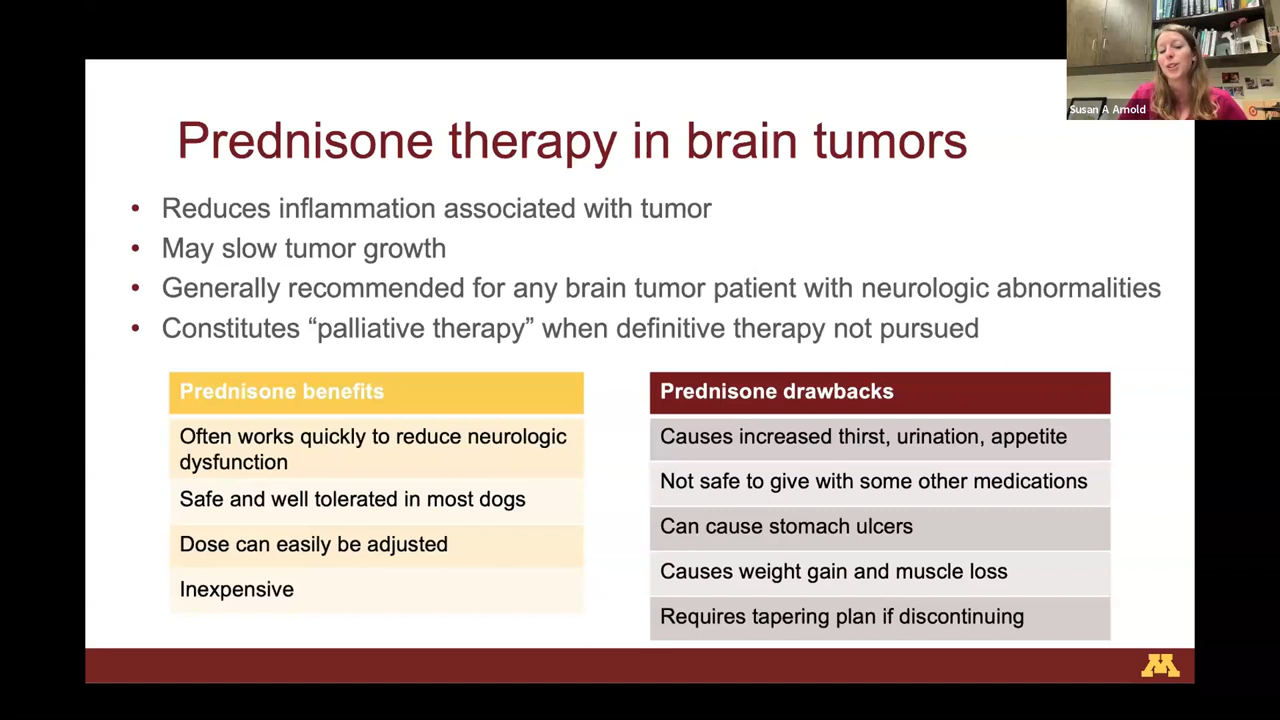 Susan A Arnold
Prednisone therapy in brain tumors
• Reduces inflammation associated with tumor
• May slow tumor growth
• Generally recommended for any brain tumor patient with neurologic abnormalities
• Constitutes “palliative therapy” when definitive therapy not pursued
Prednisone benefits
Often works quickly to reduce neurologic
dysfunction
Safe and well tolerated in most dogs
Dose can easily be adjusted
Inexpensive
Prednisone drawbacks
Causes increased thirst, urination, appetite
Not safe to give with some other medications
Can cause stomach ulcers
Causes weight gain and muscle loss
Requires tapering plan if discontinuing
M